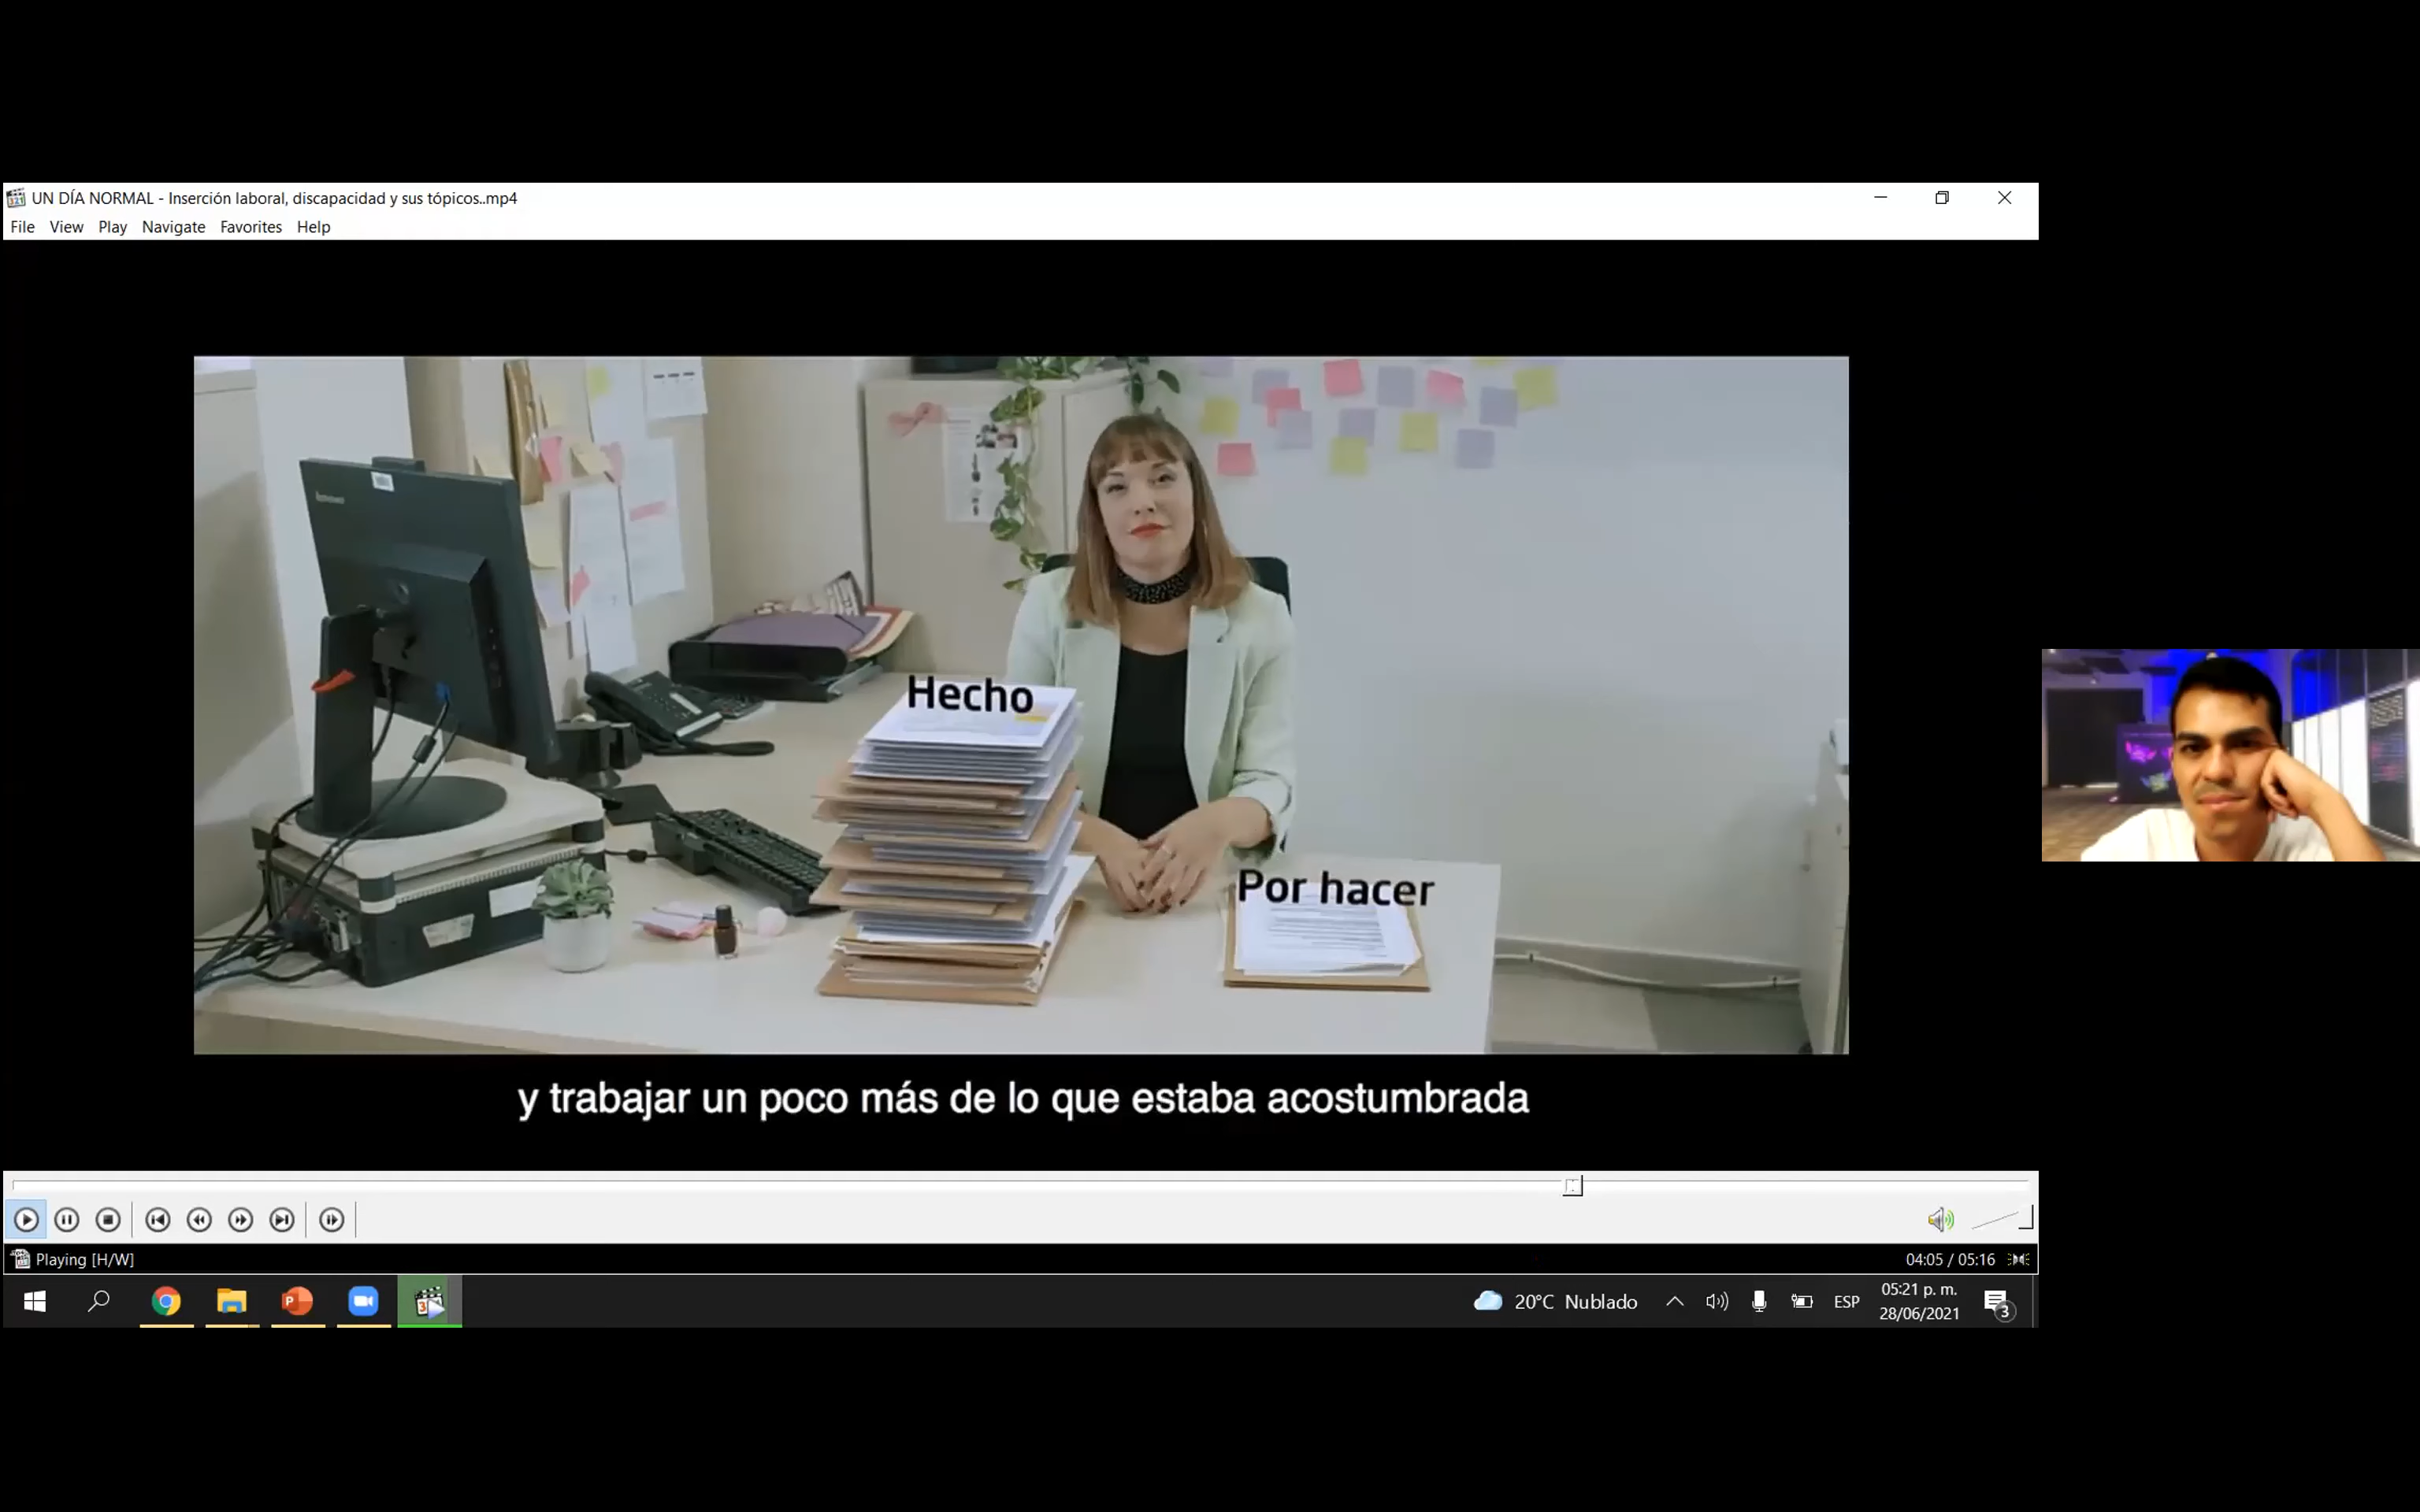 UN DÍA NORMAL - Inserción laboral, discapacidad y sus tópicos..mp4
File View Play Navigate Favorites Help
Hecho
Por hacer
y trabajar un poco más de lo que estaba acostumbrada
Playing [H/W]
04:05 / 05:16
20°C Nublado
ESP
05:21 p. m.
28/06/2021
3